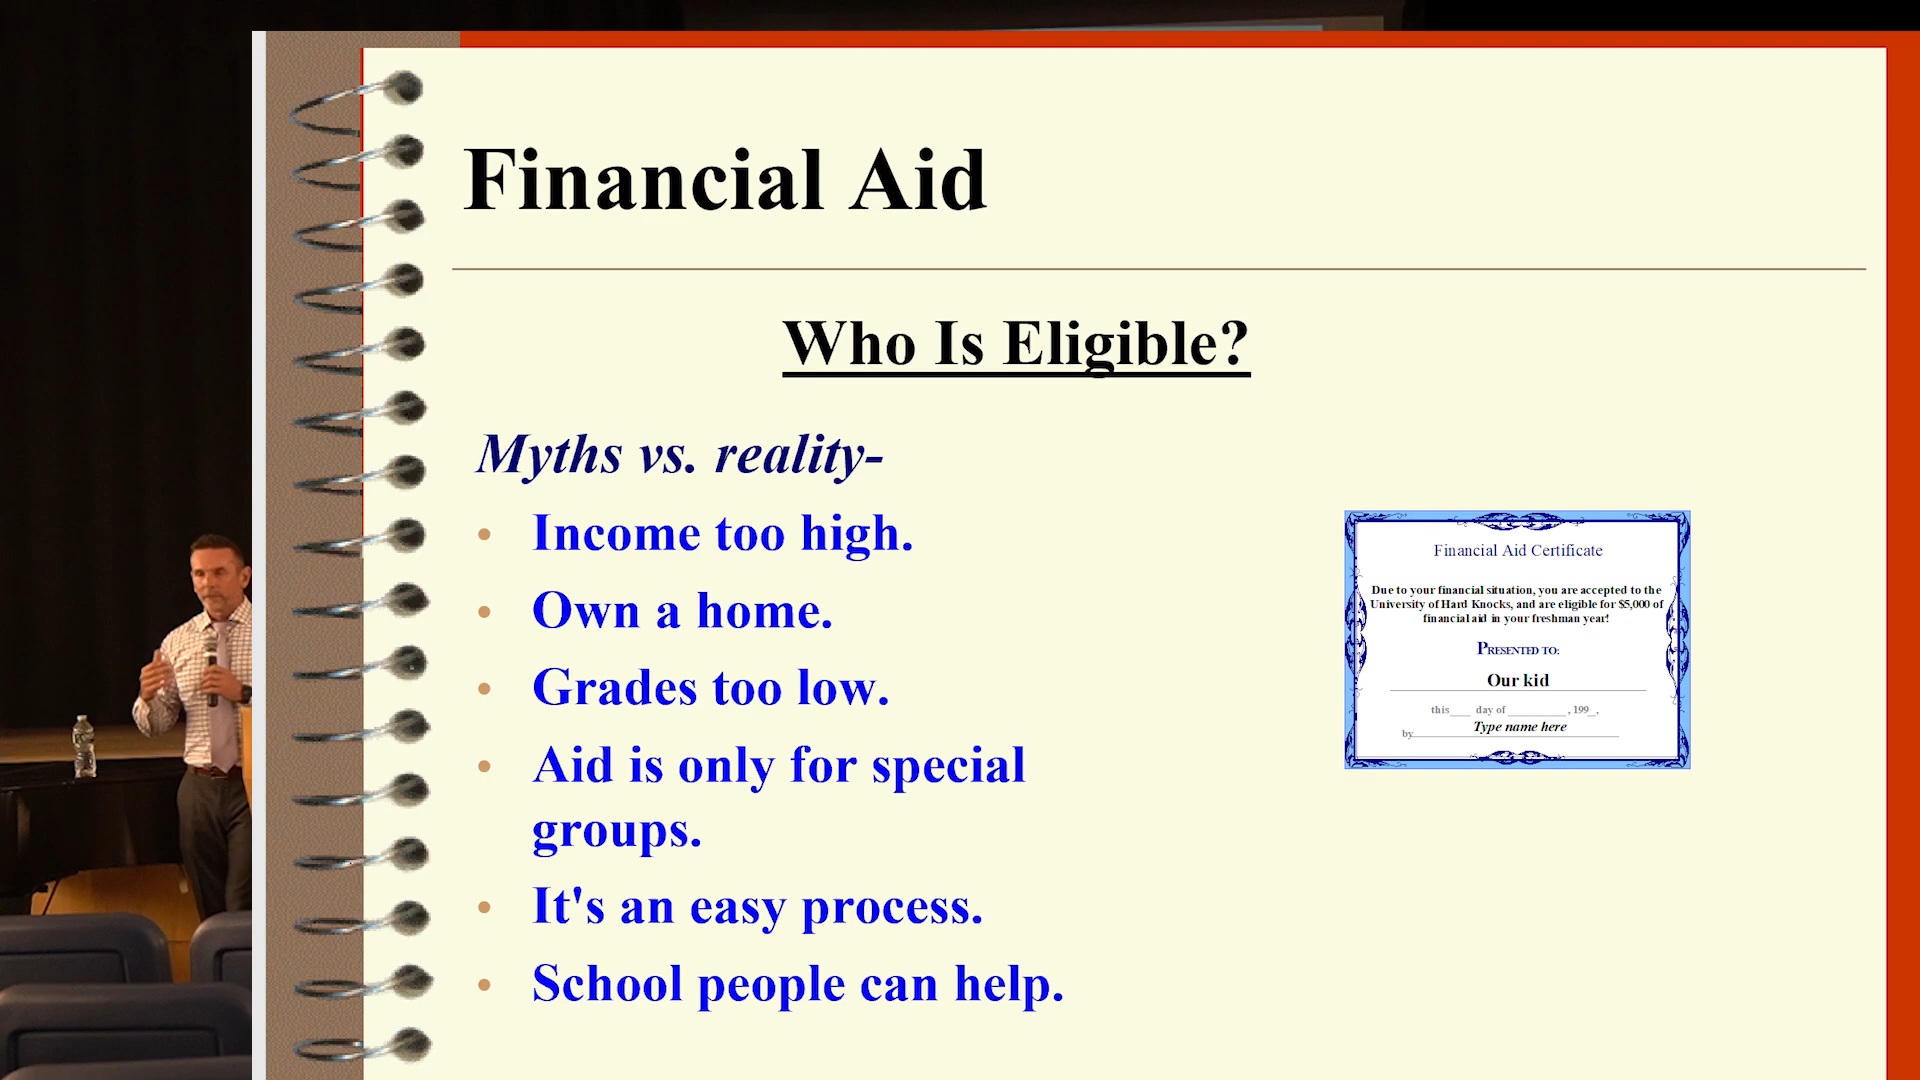 Financial Aid
Who Is Eligible?
Myths vs. reality-
• Income too high.
• Own a home.
• Grades too low.
• Aid is only for special
groups.
• It's an easy process.
• School people can help.
Financial Aid Certificate
Due to your financial situation, you are accepted to the
University of Hard Knocks, and are eligible for $5,000 of
financial aid in your freshman year!
PRESENTED TO:
Our kid
this____ day of __________, 199_,
Type name here
by